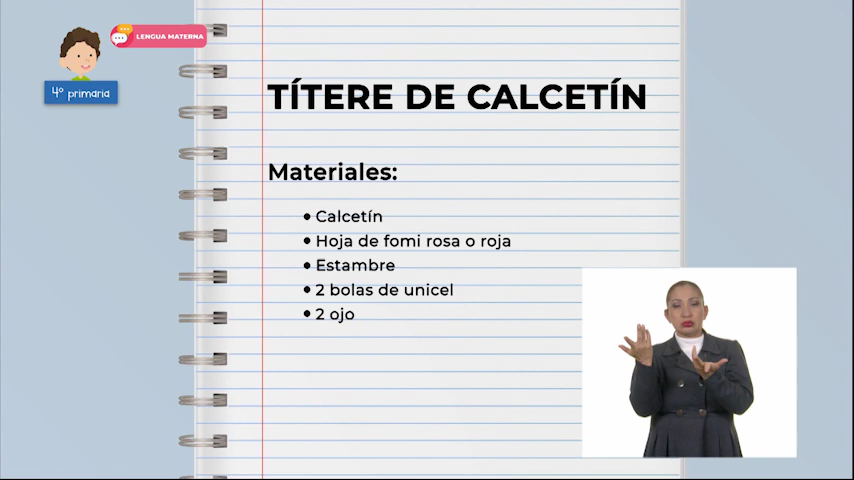 LENGUA MATERNA
4º primaria
TÍTERE DE CALCETÍN
Materiales:
• Calcetín
• Hoja de fomi rosa o roja
• Estambre
• 2 bolas de unicel
• 2 ojo